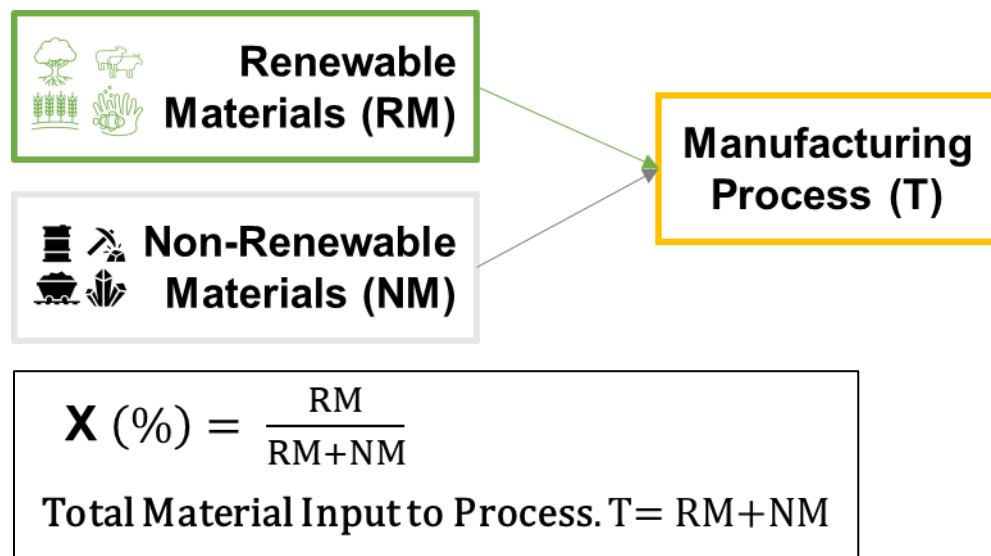 Renewable
Materials (RM)
Manufacturing
Process (T)
Non-Renewable
Materials (NM)
X (%) = RM
RM+NM
Total Material Input to Process. T= RM+NM